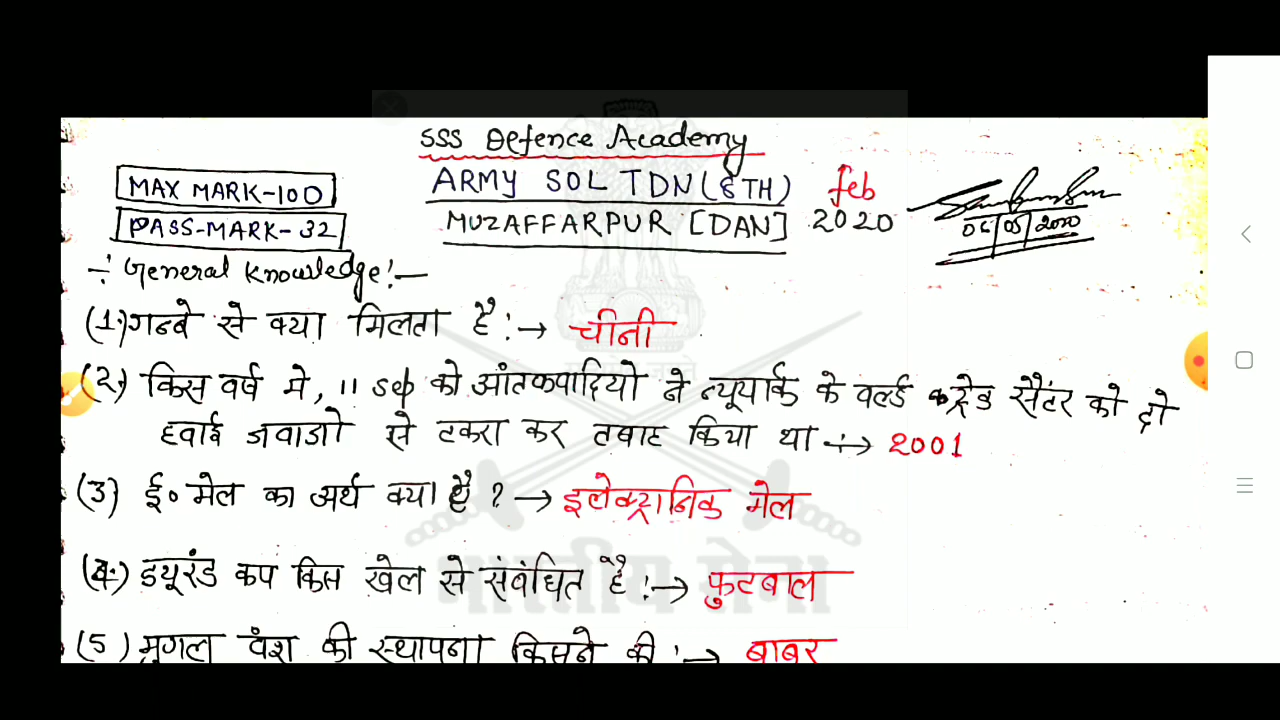 SSS Defence Academy
MAX MARK-100
ARMY SOL TDN (8TH) feb
PASS-MARK-32
MUZAFFARPUR [DAN] 2020
06/05/2020
General Knowledge:-
(1.) गन्बे से क्या मिलता है :→ चीनी
(2.) किस वर्ष मे, 11 sep को आंतकवादियो ने न्यूयार्क के वर्ल्ड ट्रेड सैंटर को दो
हवाई जवाजो से टकरा कर तबाह किया था ÷→ 2001
(3) ई॰ मेल का अर्थ क्या है ? → इलेक्ट्रानिक मेल
(4.) डयूरंड कप किस खेल से संबंधित है :→ फुटबाल
(5) मुगल वंश की स्थापना किसने की :→ बाबर
भारतीय सेना